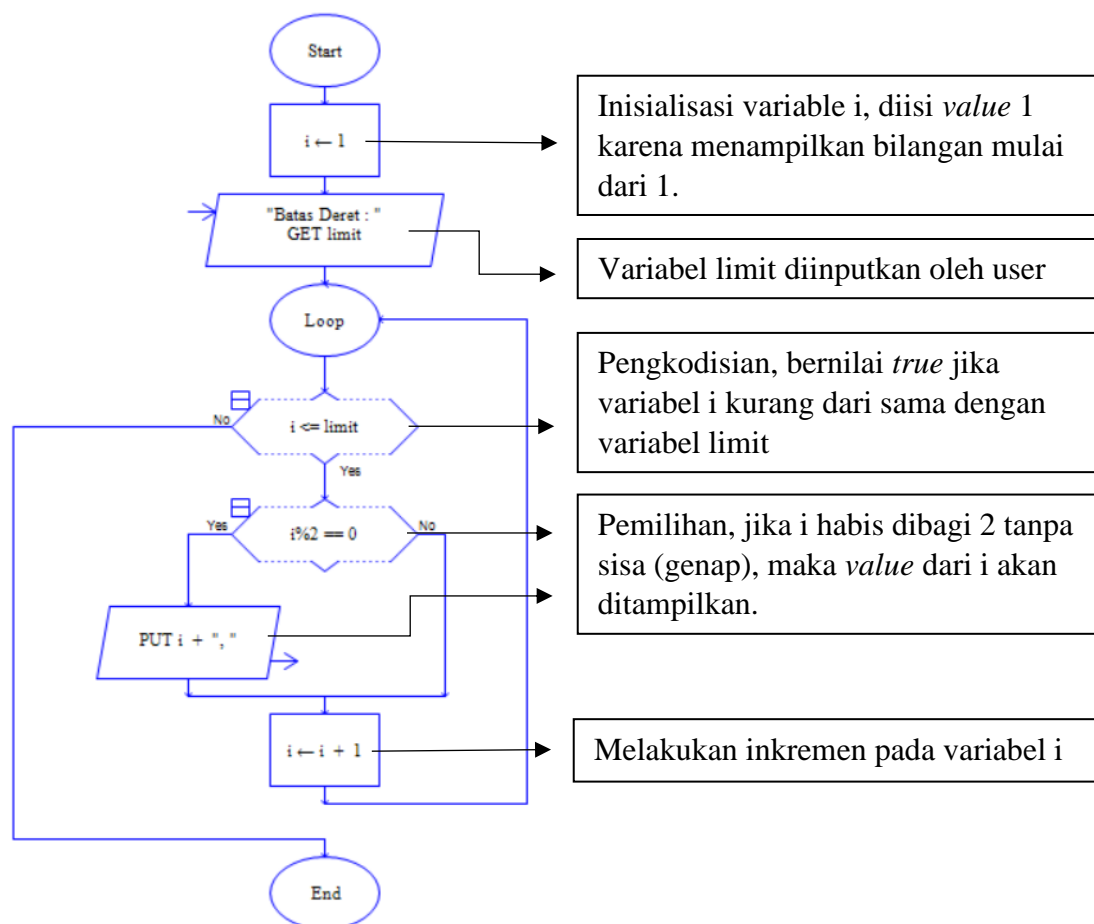 Start
i ← 1
Inisialisasi variable i, diisi value 1
karena menampilkan bilangan mulai
dari 1.
"Batas Deret : "
GET limit
Variabel limit diinputkan oleh user
Loop
Pengkodisian, bernilai true jika
variabel i kurang dari sama dengan
variabel limit
No
i <= limit
Yes
Yes
i%2 == 0
No
Pemilihan, jika i habis dibagi 2 tanpa
sisa (genap), maka value dari i akan
ditampilkan.
PUT i + ", "
i ← i + 1
Melakukan inkremen pada variabel i
End